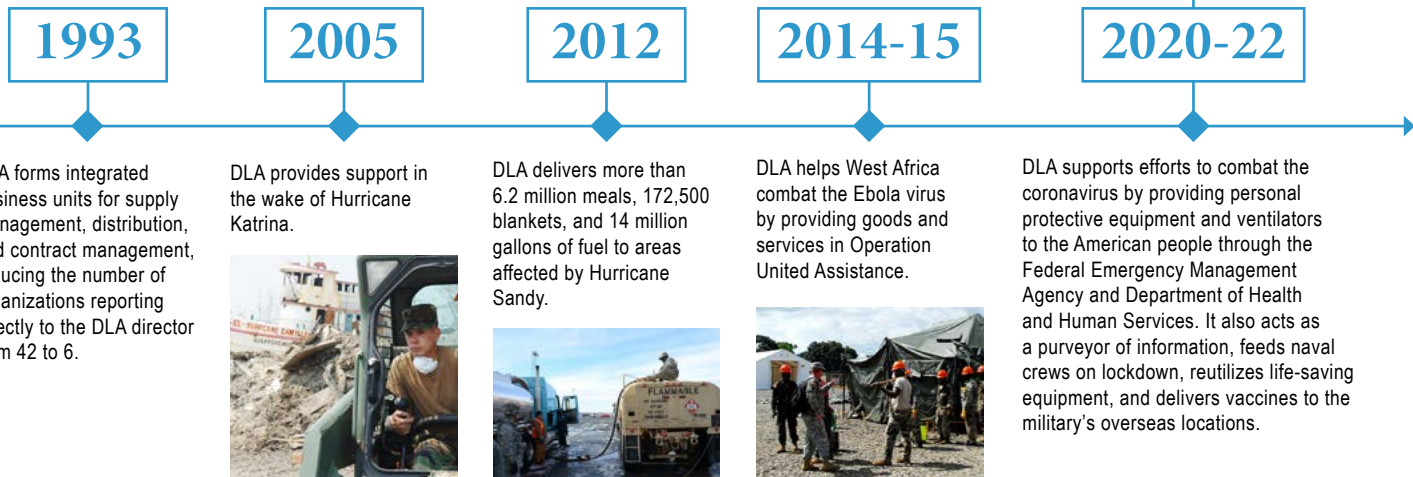 1993
2005
2012
2014-15
2020-22
A forms integrated
siness units for supply
nagement, distribution,
d contract management,
ucing the number of
anizations reporting
ectly to the DLA director
m 42 to 6.
DLA provides support in
the wake of Hurricane
Katrina.
DLA delivers more than
6.2 million meals, 172,500
blankets, and 14 million
gallons of fuel to areas
affected by Hurricane
Sandy.
FLAMMABLE
DLA helps West Africa
combat the Ebola virus
by providing goods and
services in Operation
United Assistance.
DLA supports efforts to combat the
coronavirus by providing personal
protective equipment and ventilators
to the American people through the
Federal Emergency Management
Agency and Department of Health
and Human Services. It also acts as
a purveyor of information, feeds naval
crews on lockdown, reutilizes life-saving
equipment, and delivers vaccines to the
military’s overseas locations.